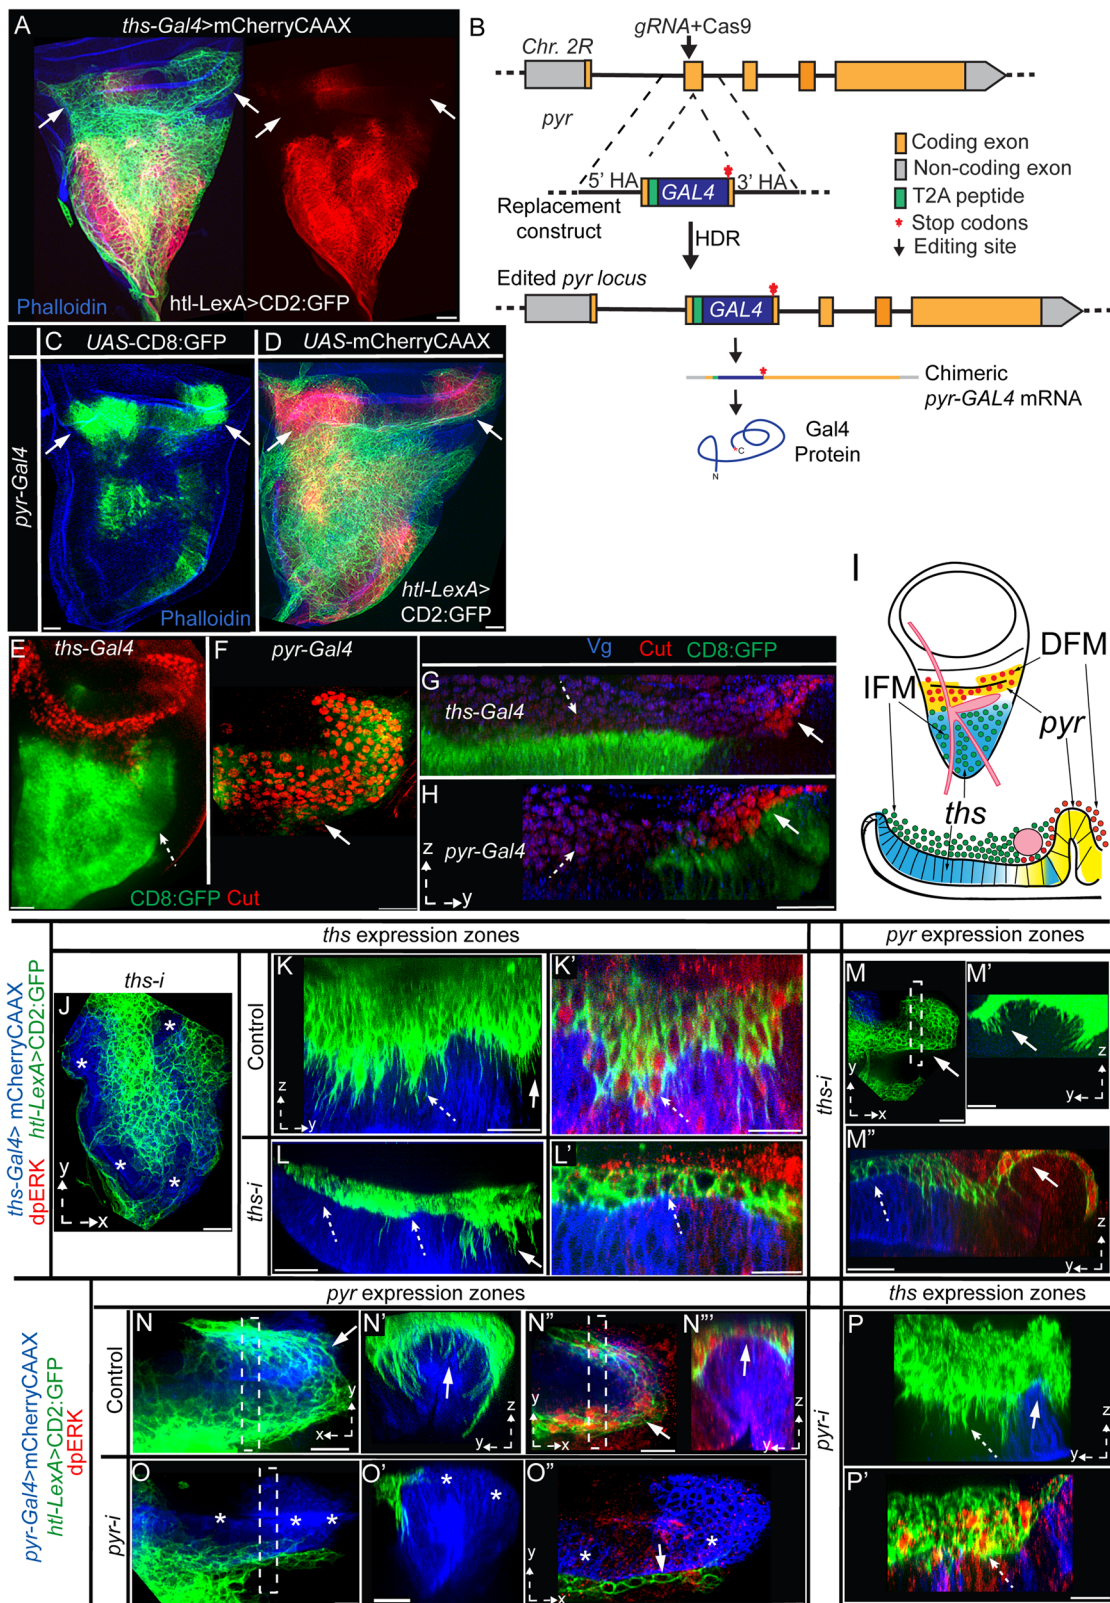 A
ths-Gal4>mCherryCAAX
Phalloidin
htl-LexA>CD2:GFP
B
gRNA+Cas9
Chr. 2R
pyr
5' HA
GAL4
3' HA
Replacement
construct
HDR
Coding exon
Non-coding exon
T2A peptide
Stop codons
Editing site
Edited pyr locus
GAL4
Chimeric
pyr-GAL4 mRNA
Gal4
Protein
C
N
pyr-Gal4
C
UAS-CD8:GFP
D
UAS-mCherryCAAX
Phalloidin
htl-LexA>
CD2:GFP
E
ths-Gal4
CD8:GFP Cut
F
pyr-Gal4
Vg Cut CD8:GFP
G
ths-Gal4
H
pyr-Gal4
z
y
I
DFM
IFM
pyr
ths
ths expression zones
pyr expression zones
ths-Gal4> mCherryCAAX
htl-LexA>CD2:GFP
dpERK
ths-i
J
y
x
Control
K
z
y
K'
ths-i
L
L'
ths-i
M
y
x
M'
z
y
M"
z
y
pyr expression zones
ths expression zones
pyr-Gal4>mCherryCAAX
htl-LexA>CD2:GFP
dpERK
Control
N
y
x
N'
z
y
N"
y
x
N"'
z
y
pyr-i
O
O'
O"
y
x
pyr-i
P
z
y
P'